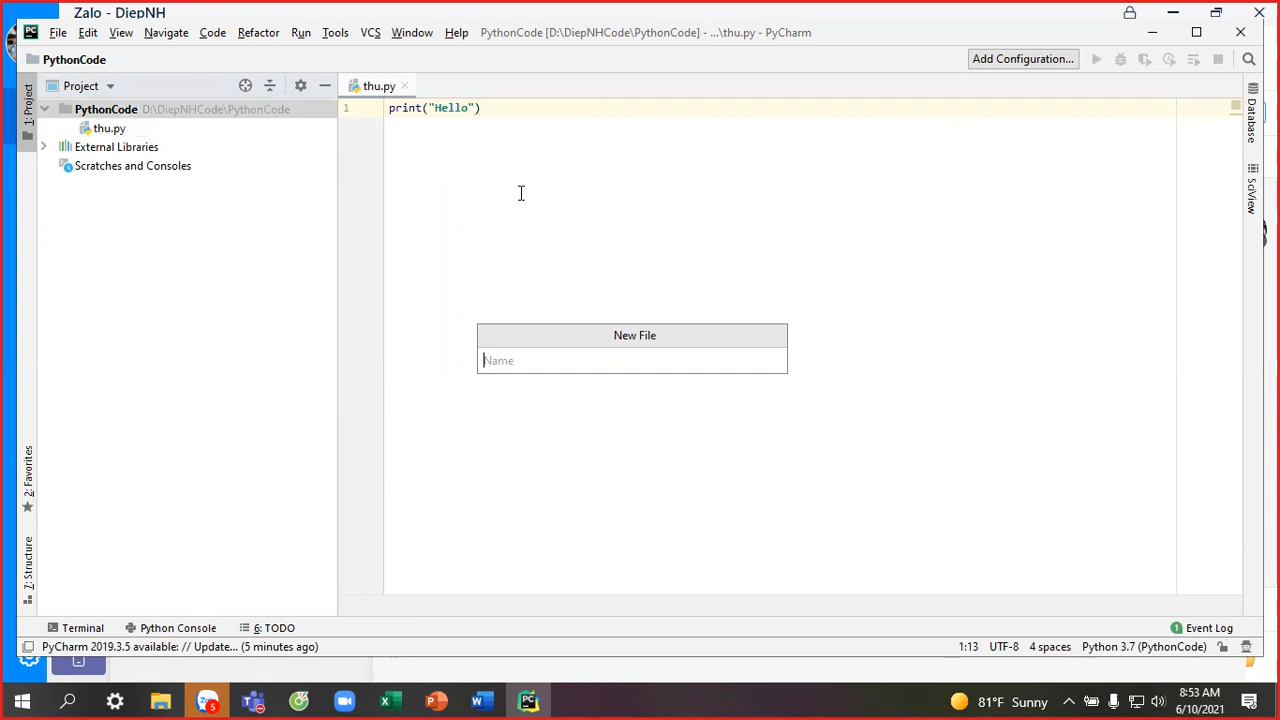 Zalo - DiepNH
File Edit View Navigate Code Refactor Run Tools VCS Window Help PythonCode [D:\DiepNHCode\PythonCode] - ...\thu.py - PyCharm
PythonCode
Add Configuration...
Project
thu.py
1: Project
PythonCode D:\DiepNHCode\PythonCode
1 print("Hello")
thu.py
External Libraries
Scratches and Consoles
Database
SciView
New File
Name
2: Favorites
7: Structure
Terminal Python Console 6: TODO
1 Event Log
PyCharm 2019.3.5 available: // Update... (5 minutes ago)
1:13 UTF-8 4 spaces Python 3.7 (PythonCode)
Zalo 5
81°F Sunny
8:53 AM
6/10/2021